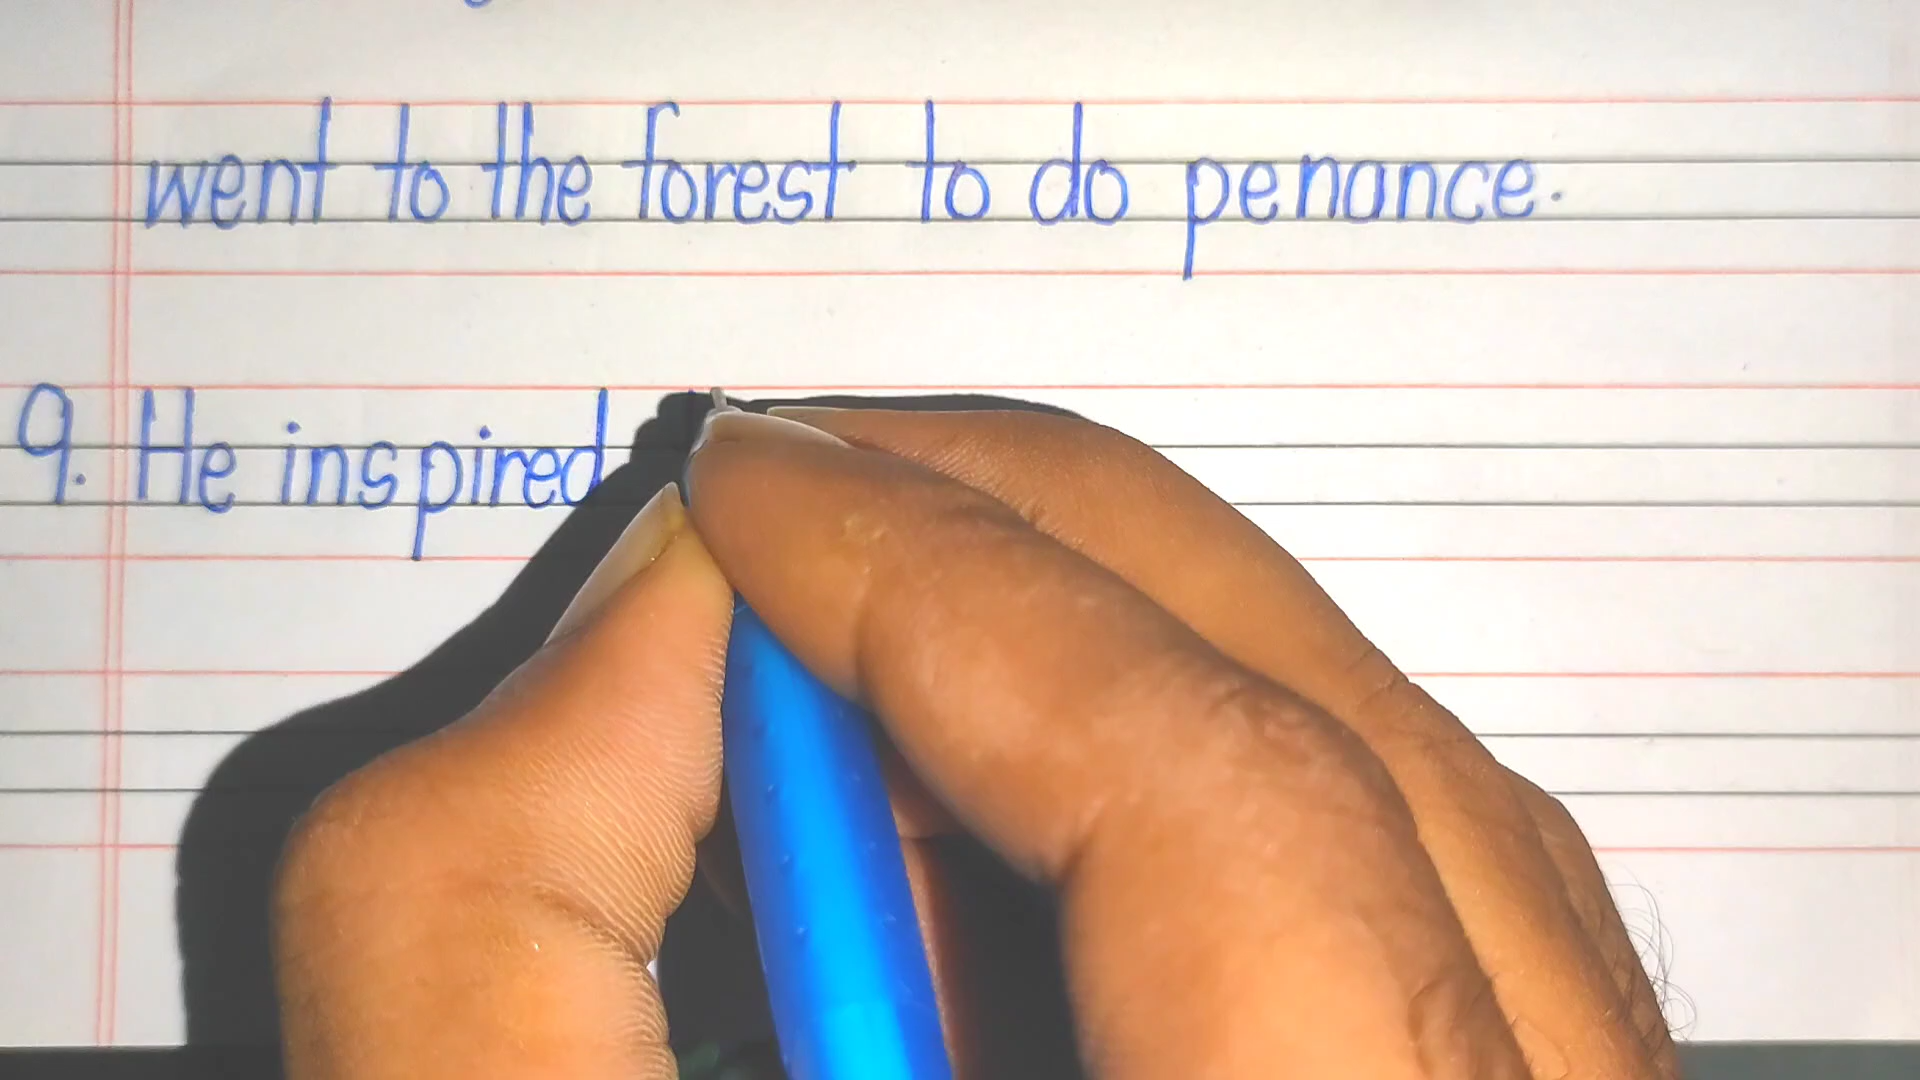 went to the forest to do penance.
9. He inspired